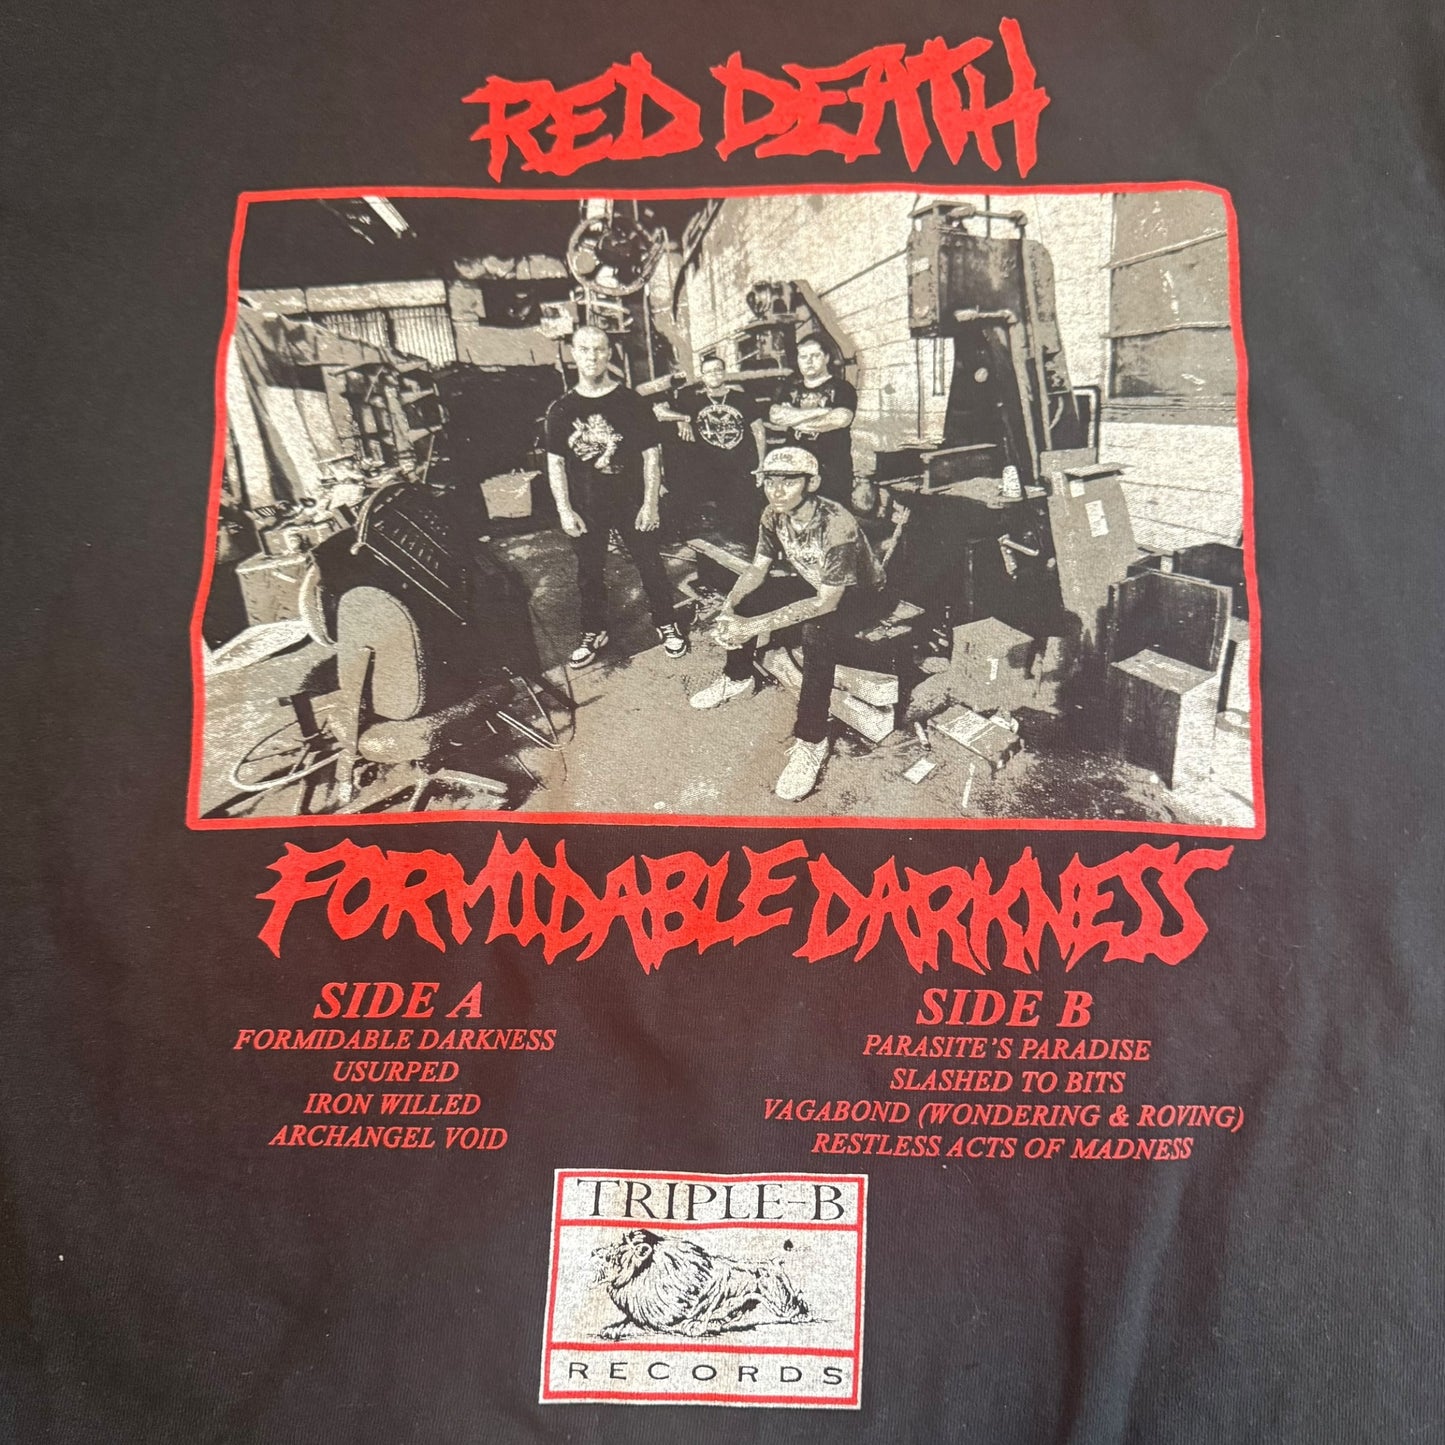 RED DEATH
FORMIDABLE DARKNESS
SIDE A
FORMIDABLE DARKNESS
USURPED
IRON WILLED
ARCHANGEL VOID
SIDE B
PARASITE'S PARADISE
SLASHED TO BITS
VAGABOND (WONDERING & ROVING)
RESTLESS ACTS OF MADNESS
TRIPLE-B
RECORDS